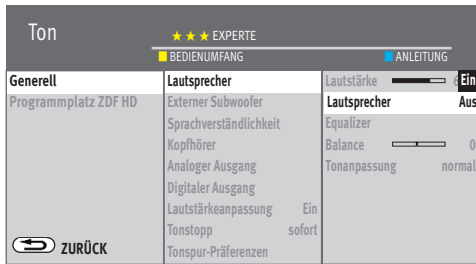 Ton
★★★ EXPERTE
BEDIENUMFANG
ANLEITUNG
Generell
Programmplatz ZDF HD
Lautsprecher
Externer Subwoofer
Sprachverständlichkeit
Kopfhörer
Analoger Ausgang
Digitaler Ausgang
Lautstärkeanpassung Ein
Tonstopp sofort
Tonspur-Präferenzen
Lautstärke
Ein
Lautsprecher Aus
Equalizer
Balance 0
Tonanpassung normal
ZURÜCK